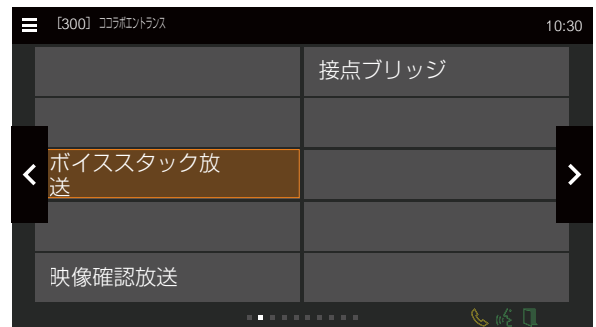 [300] ココラボエントランス
10:30
接点ブリッジ
ボイススタック放
送
映像確認放送